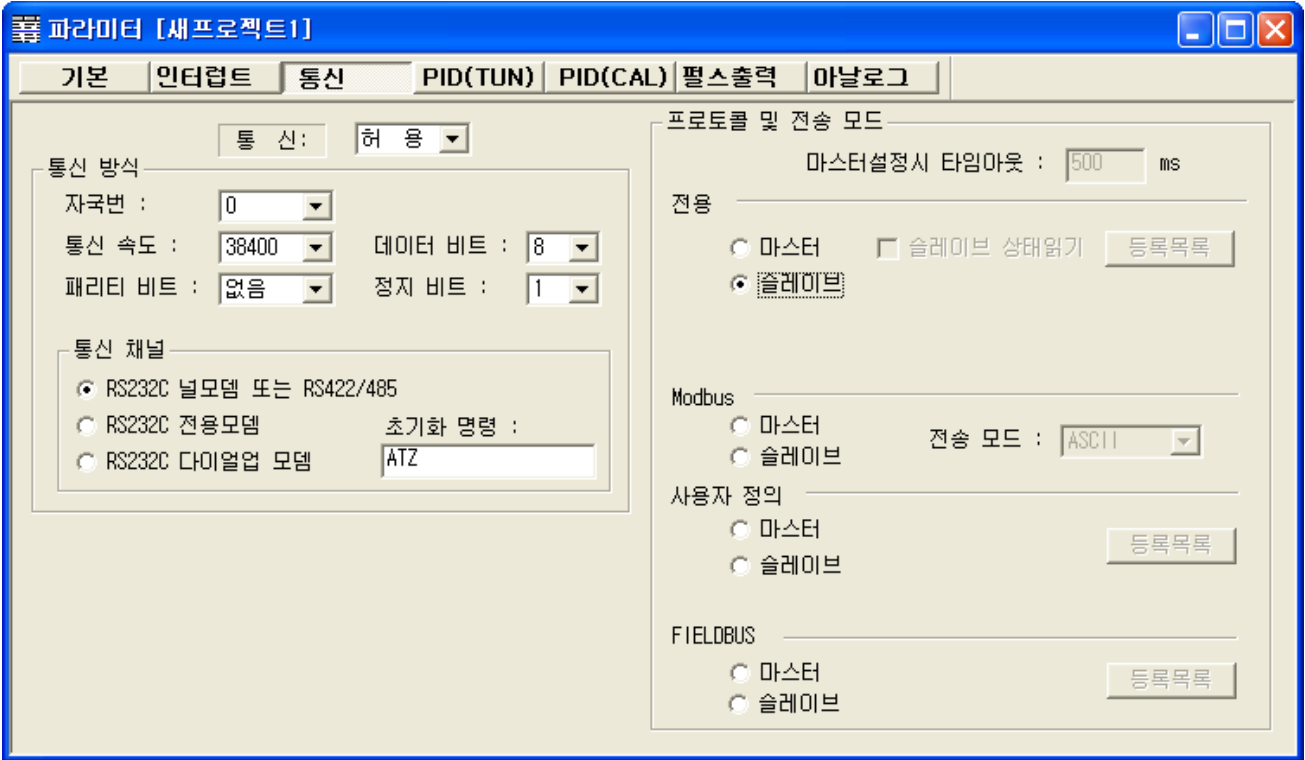 파라미터 [새프로젝트1]
기본 인터럽트 통신 PID(TUN) PID(CAL) 펄스출력 아날로그
통 신: 허 용
통신 방식
자국번 : 0
통신 속도 : 38400 데이터 비트 : 8
패리티 비트 : 없음 정지 비트 : 1
통신 채널
RS232C 널모뎀 또는 RS422/485
RS232C 전용모뎀 초기화 명령 :
RS232C 다이얼업 모뎀 ATZ
프로토콜 및 전송 모드
마스터설정시 타임아웃 : 500 ms
전용
마스터 슬레이브 상태읽기 등록목록
슬레이브
Modbus
마스터
전송 모드 : ASCII
슬레이브
사용자 정의
마스터
등록목록
슬레이브
FIELDBUS
마스터
등록목록
슬레이브